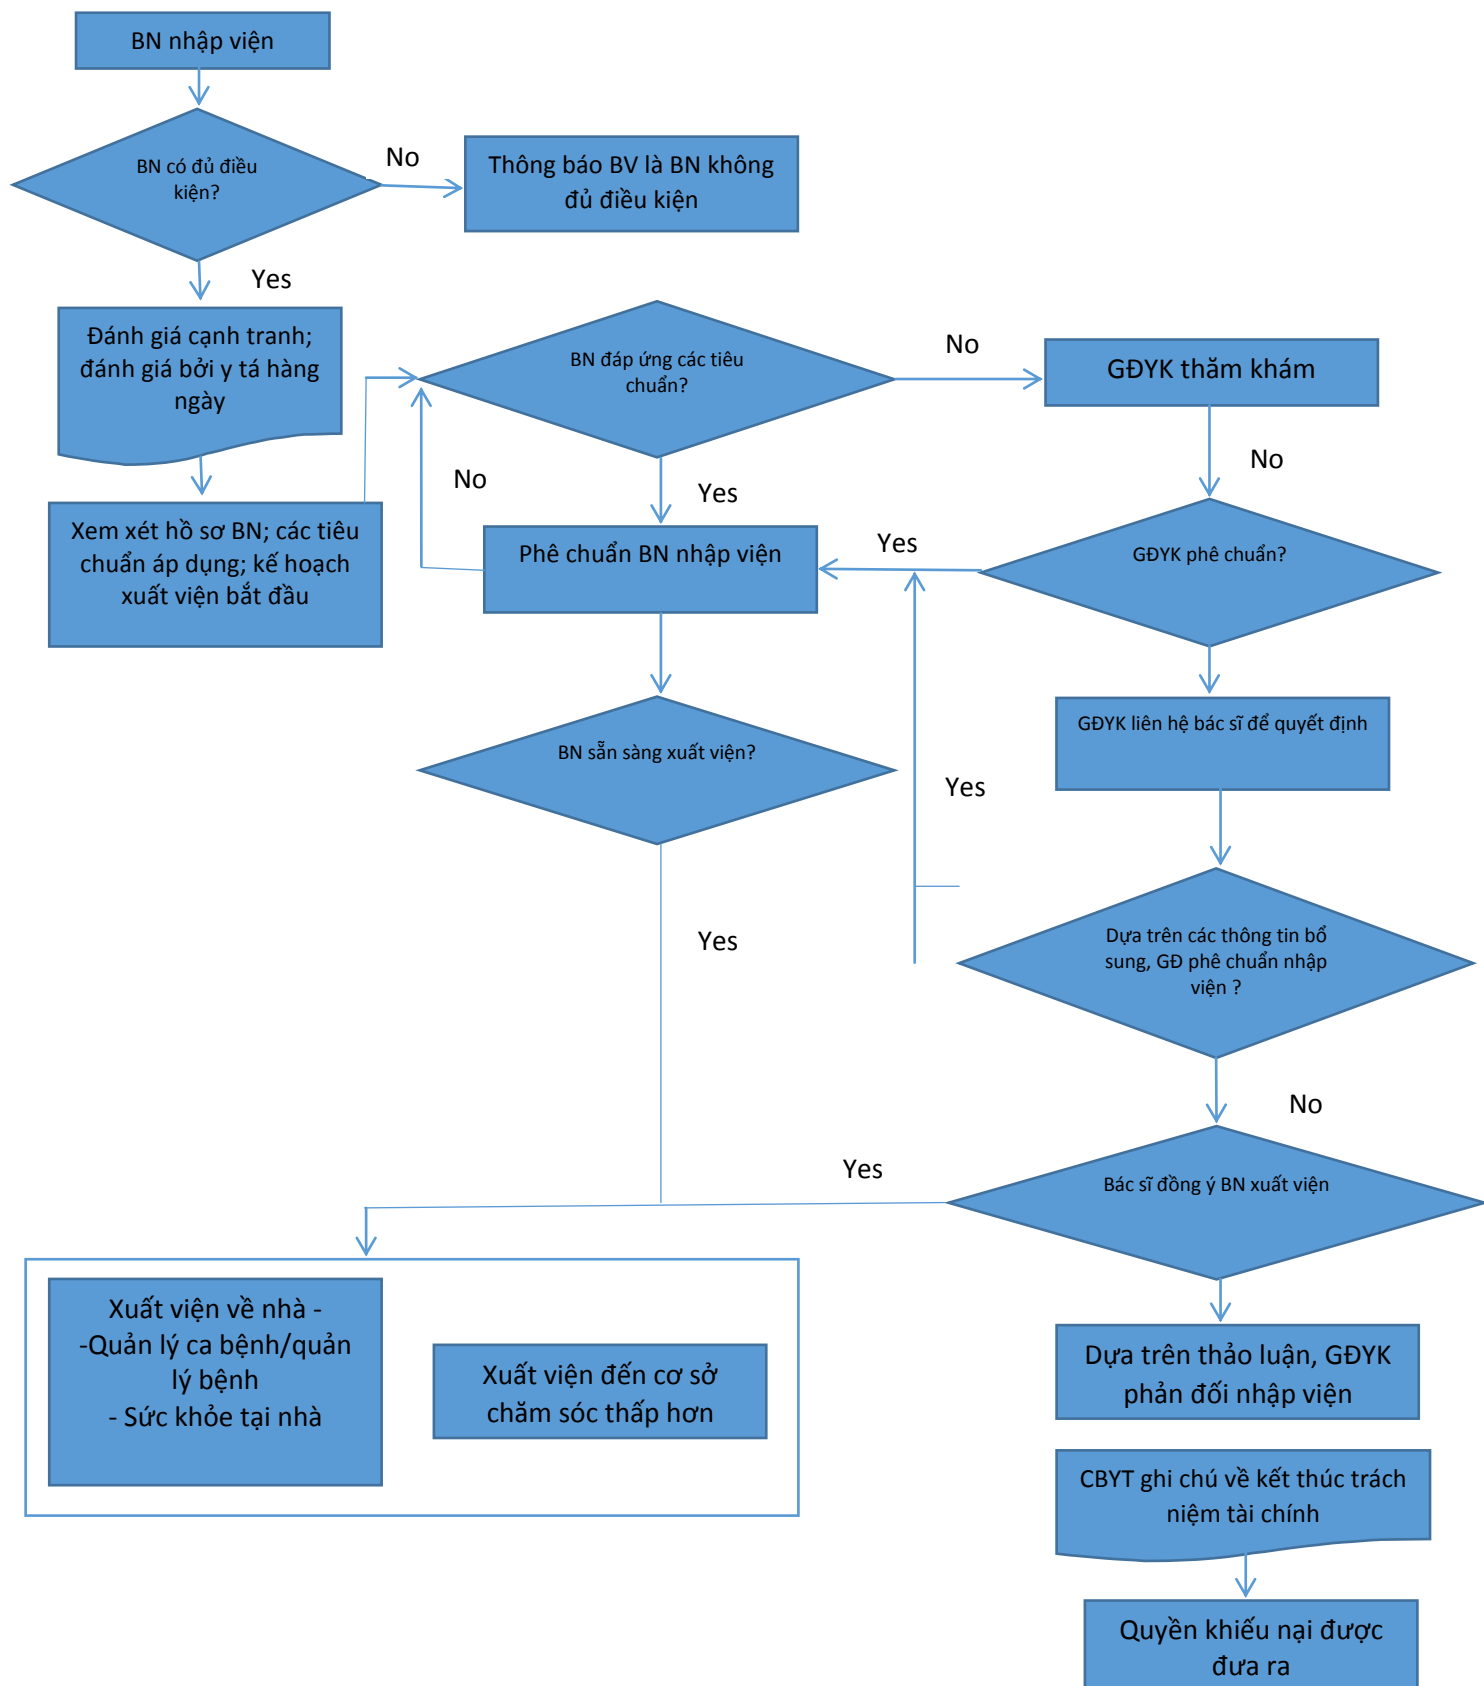 BN nhập viện
BN có đủ điều
kiện?
No
Thông báo BV là BN không
đủ điều kiện
Yes
Đánh giá cạnh tranh;
đánh giá bởi y tá hàng
ngày
BN đáp ứng các tiêu
chuẩn?
No
GĐYK thăm khám
No
No
Yes
Xem xét hồ sơ BN; các tiêu
chuẩn áp dụng; kế hoạch
xuất viện bắt đầu
Phê chuẩn BN nhập viện
Yes
GĐYK phê chuẩn?
BN sẵn sàng xuất viện?
GĐYK liên hệ bác sĩ để quyết định
Yes
Yes
Dựa trên các thông tin bổ
sung, GĐ phê chuẩn nhập
viện ?
No
Yes
Bác sĩ đồng ý BN xuất viện
Xuất viện về nhà -
-Quản lý ca bệnh/quản
lý bệnh
- Sức khỏe tại nhà
Xuất viện đến cơ sở
chăm sóc thấp hơn
Dựa trên thảo luận, GĐYK
phản đối nhập viện
CBYT ghi chú về kết thúc trách
niệm tài chính
Quyền khiếu nại được
đưa ra